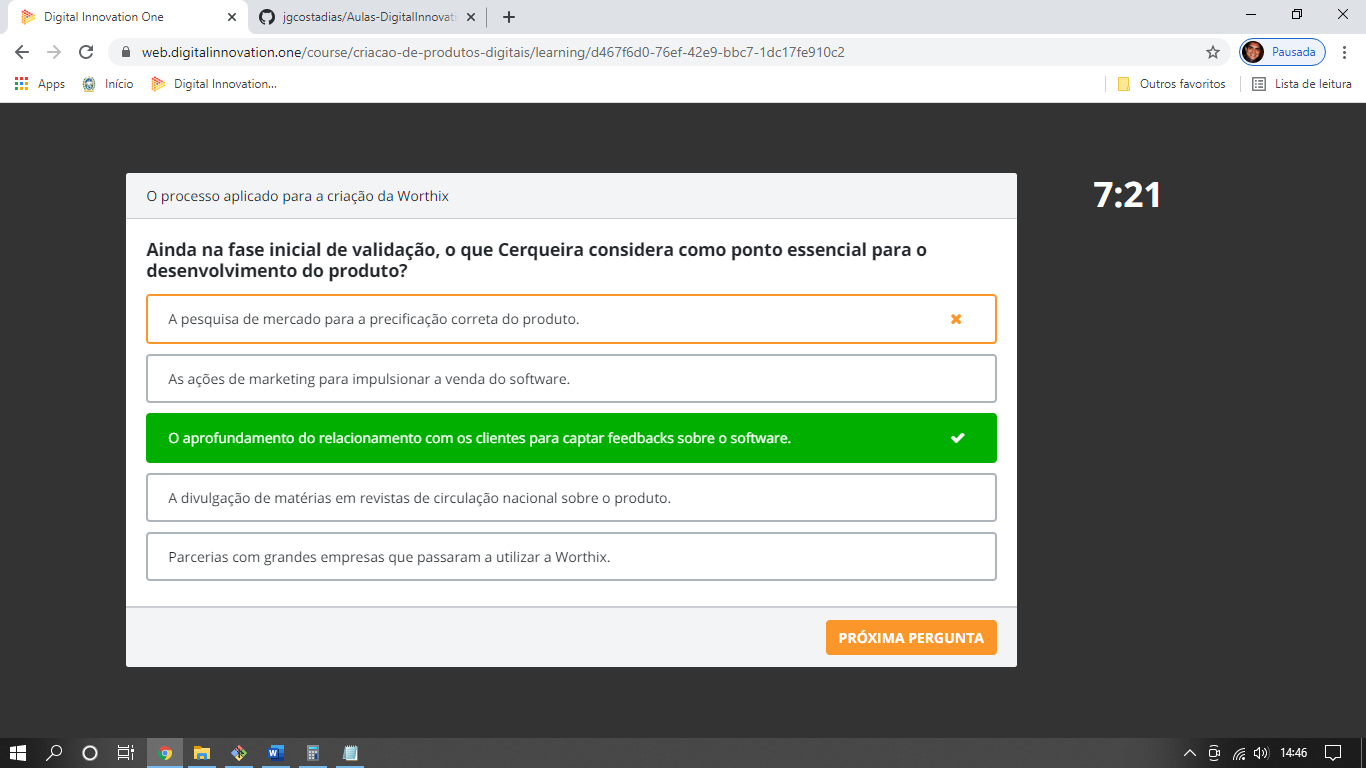 Digital Innovation One
jgcostadias/Aulas-DigitalInnovati
web.digitalinnovation.one/course/criacao-de-produtos-digitais/learning/d467f6d0-76ef-42e9-bbc7-1dc17fe910c2
Pausada
Apps
Início
Digital Innovation...
Outros favoritos
Lista de leitura
O processo aplicado para a criação da Worthix
7:21
Ainda na fase inicial de validação, o que Cerqueira considera como ponto essencial para o
desenvolvimento do produto?
A pesquisa de mercado para a precificação correta do produto.
As ações de marketing para impulsionar a venda do software.
O aprofundamento do relacionamento com os clientes para captar feedbacks sobre o software.
A divulgação de matérias em revistas de circulação nacional sobre o produto.
Parcerias com grandes empresas que passaram a utilizar a Worthix.
PRÓXIMA PERGUNTA
14:46